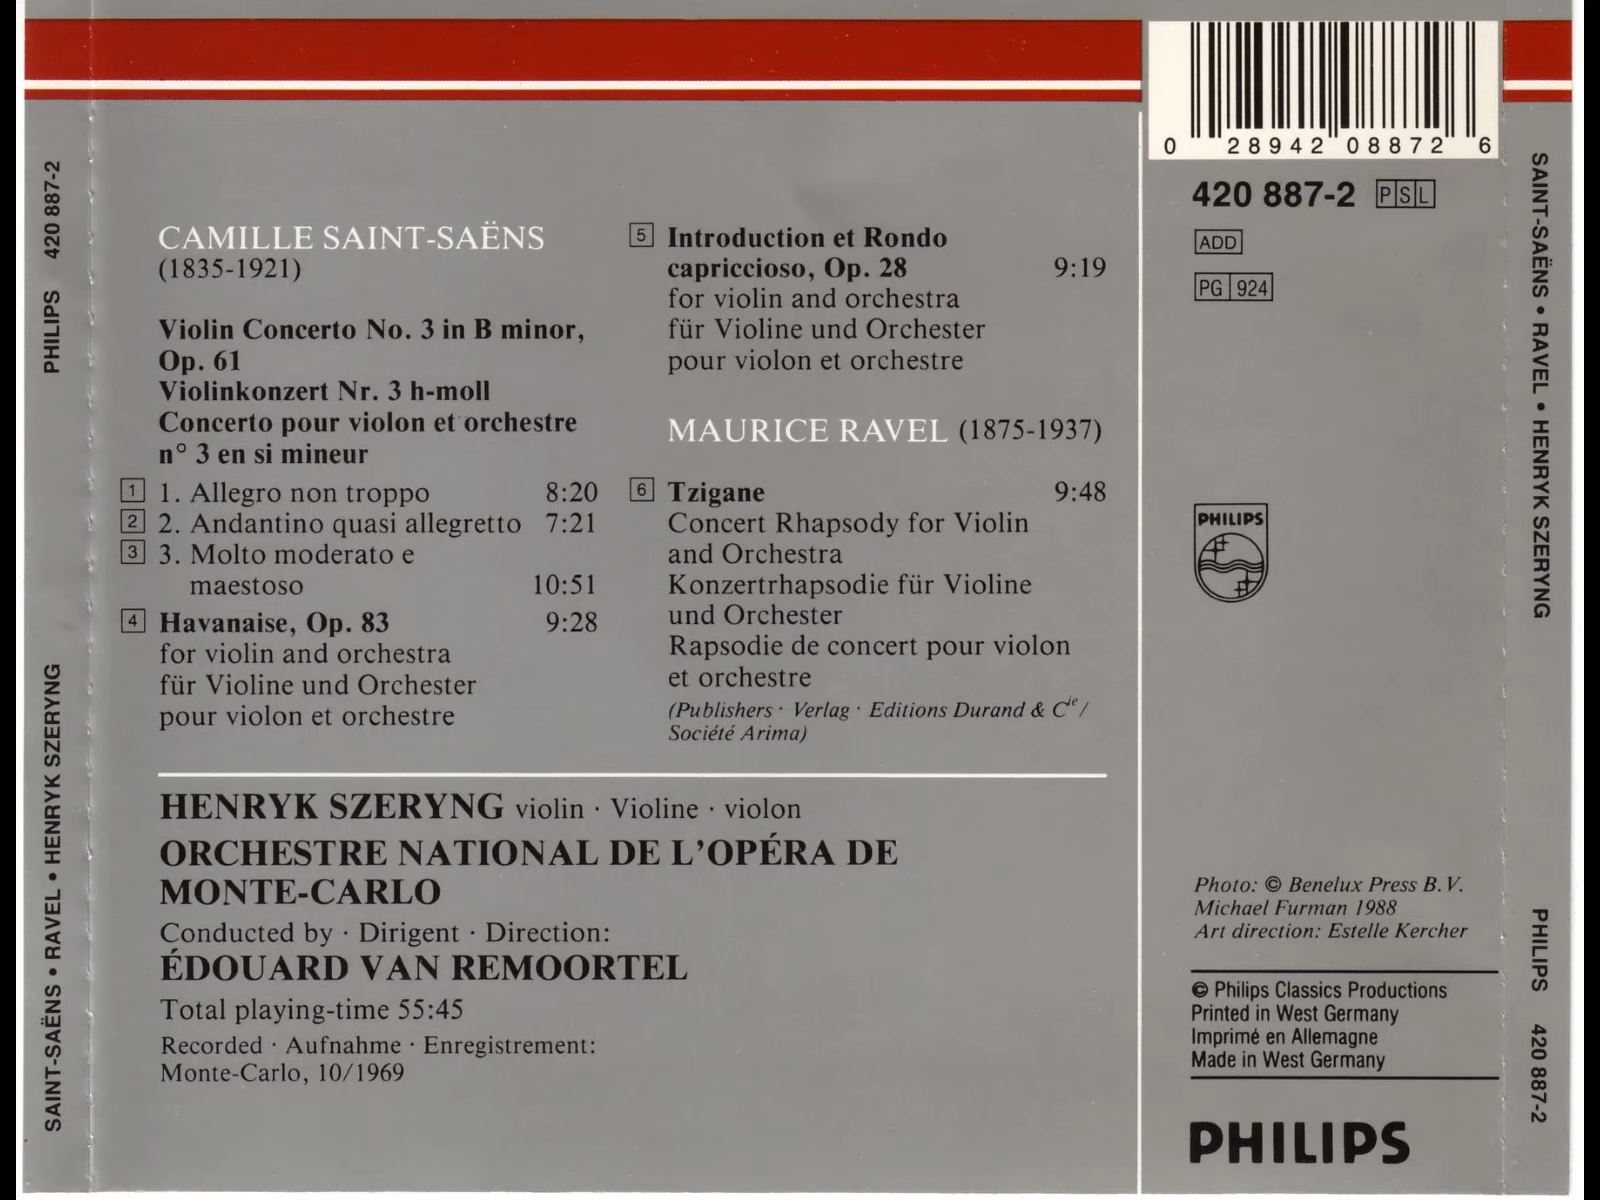 PHILIPS 420 887-2
SAINT-SAËNS • RAVEL • HENRYK SZERYNG
CAMILLE SAINT-SAËNS
(1835-1921)
Violin Concerto No. 3 in B minor,
Op. 61
Violinkonzert Nr. 3 h-moll
Concerto pour violon et orchestre
n° 3 en si mineur
1 1. Allegro non troppo 8:20
2 2. Andantino quasi allegretto 7:21
3 3. Molto moderato e
maestoso 10:51
4 Havanaise, Op. 83 9:28
for violin and orchestra
für Violine und Orchester
pour violon et orchestre
5 Introduction et Rondo
capriccioso, Op. 28 9:19
for violin and orchestra
für Violine und Orchester
pour violon et orchestre
MAURICE RAVEL (1875-1937)
6 Tzigane 9:48
Concert Rhapsody for Violin
and Orchestra
Konzertrhapsodie für Violine
und Orchester
Rapsodie de concert pour violon
et orchestre
(Publishers · Verlag · Editions Durand & Cie/
Société Arima)
HENRYK SZERYNG violin · Violine · violon
ORCHESTRE NATIONAL DE L'OPÉRA DE
MONTE-CARLO
Conducted by · Dirigent · Direction:
ÉDOUARD VAN REMOORTEL
Total playing-time 55:45
Recorded · Aufnahme · Enregistrement:
Monte-Carlo, 10/1969
0 28942 08872 6
420 887-2 PSL
ADD
PG 924
PHILIPS
Photo: © Benelux Press B.V.
Michael Furman 1988
Art direction: Estelle Kercher
© Philips Classics Productions
Printed in West Germany
Imprimé en Allemagne
Made in West Germany
PHILIPS
SAINT-SAËNS • RAVEL • HENRYK SZERYNG
PHILIPS 420 887-2